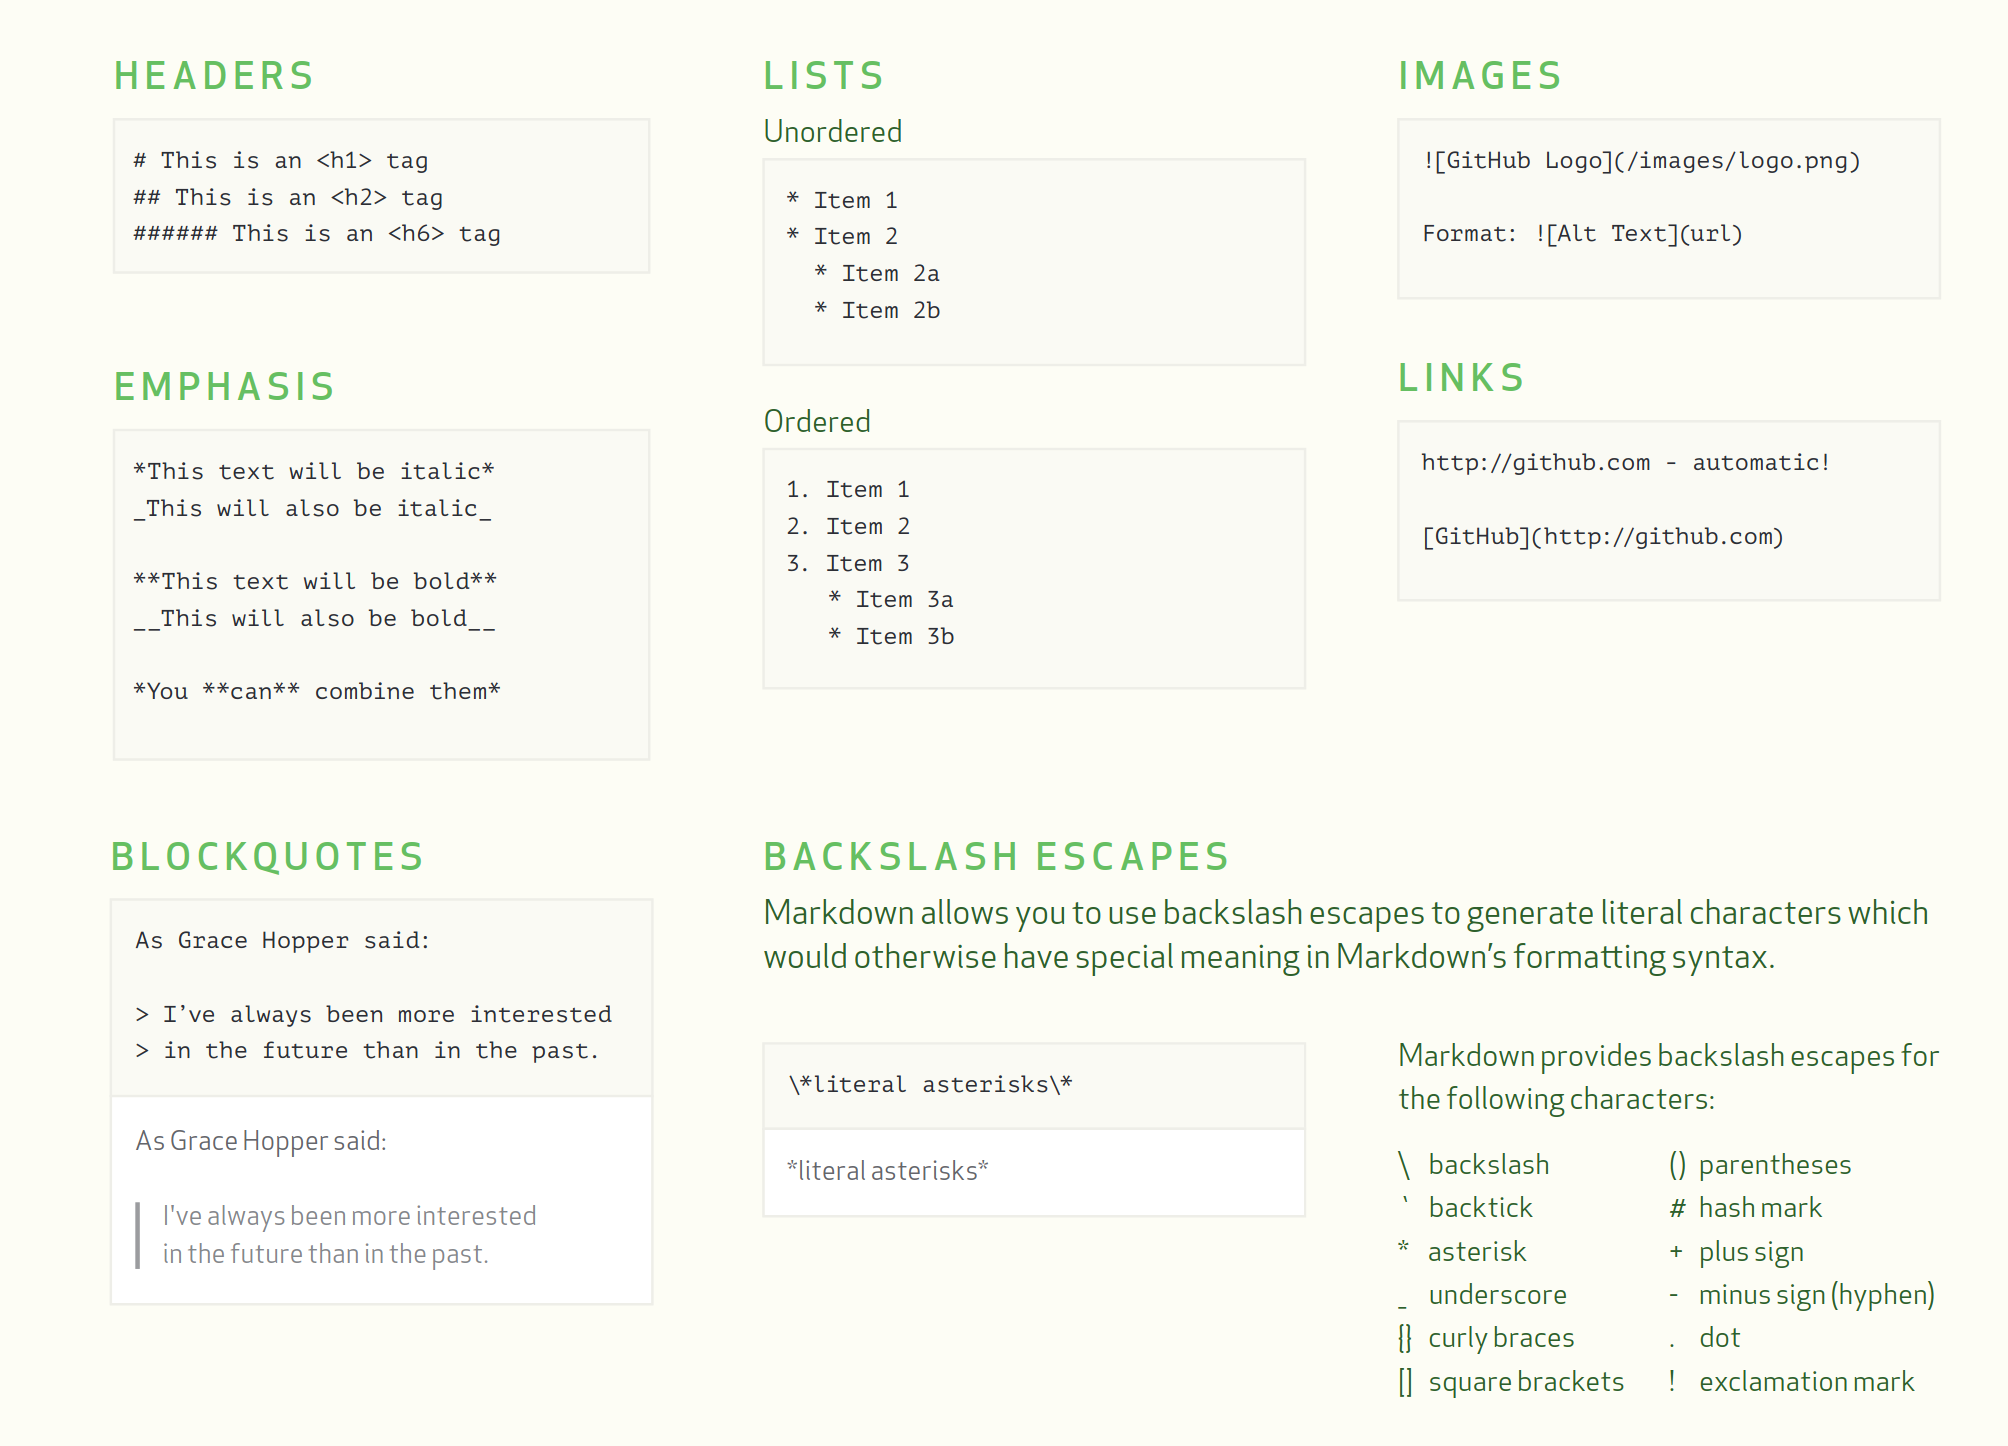 HEADERS
# This is an <h1> tag
## This is an <h2> tag
###### This is an <h6> tag
EMPHASIS
*This text will be italic*
_This will also be italic_
**This text will be bold**
__This will also be bold__
*You **can** combine them*
LISTS
Unordered
* Item 1
* Item 2
  * Item 2a
  * Item 2b
Ordered
1. Item 1
2. Item 2
3. Item 3
   * Item 3a
   * Item 3b
IMAGES
![GitHub Logo](/images/logo.png)
Format: ![Alt Text](url)
LINKS
http://github.com - automatic!
[GitHub](http://github.com)
BLOCKQUOTES
As Grace Hopper said:
> I’ve always been more interested
> in the future than in the past.
As Grace Hopper said:
I've always been more interested
in the future than in the past.
BACKSLASH ESCAPES
Markdown allows you to use backslash escapes to generate literal characters which
would otherwise have special meaning in Markdown’s formatting syntax.
\*literal asterisks\*
*literal asterisks*
Markdown provides backslash escapes for
the following characters:
\ backslash
` backtick
* asterisk
_ underscore
{} curly braces
[] square brackets
() parentheses
# hash mark
+ plus sign
- minus sign (hyphen)
. dot
! exclamation mark